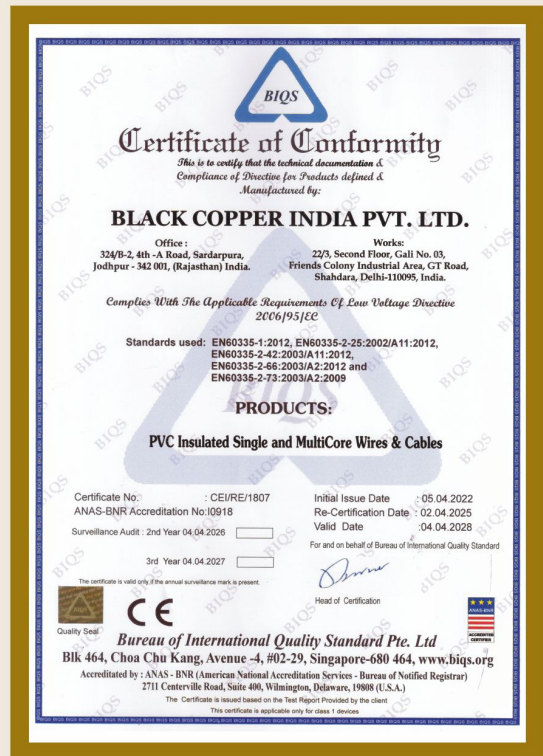 BIQS
Certificate of Conformity
This is to certify that the technical documentation &
Compliance of Directive for Products defined &
Manufactured by:
BLACK COPPER INDIA PVT. LTD.
Office :
324/B-2, 4th -A Road, Sardarpura,
Jodhpur - 342 001, (Rajasthan) India.
Works:
22/3, Second Floor, Gali No. 03,
Friends Colony Industrial Area, GT Road,
Shahdara, Delhi-110095, India.
Complies With The Applicable Requirements Of Low Voltage Directive
2006/95/EC
Standards used: EN60335-1:2012, EN60335-2-25:2002/A11:2012,
EN60335-2-42:2003/A11:2012,
EN60335-2-66:2003/A2:2012 and
EN60335-2-73:2003/A2:2009
PRODUCTS:
PVC Insulated Single and MultiCore Wires & Cables
Certificate No. : CEI/RE/1807
ANAS-BNR Accreditation No:I0918
Surveillance Audit : 2nd Year 04.04.2026
3rd Year 04.04.2027
The certificate is valid only if the annual surveillance mark is present.
Initial Issue Date : 05.04.2022
Re-Certification Date : 02.04.2025
Valid Date :04.04.2028
For and on behalf of Bureau of International Quality Standard
Head of Certification
Quality Seal
CE
ANAS-BNR
ACCREDITED
CERTIFIER
Bureau of International Quality Standard Pte. Ltd
Blk 464, Choa Chu Kang, Avenue -4, #02-29, Singapore-680 464, www.biqs.org
Accreditated by : ANAS - BNR (American National Accreditation Services - Bureau of Notified Registrar)
2711 Centerville Road, Suite 400, Wilmington, Delaware, 19808 (U.S.A.)
The Certificate is issued based on the Test Report Provided by the client
This certificate is applicable only for class 1 devices